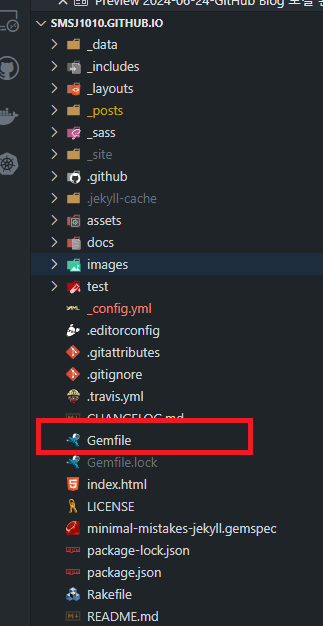 Preview 2024-06-24-GitHub Blog 로컬
SMSJ1010.GITHUB.IO
_data
_includes
_layouts
_posts
_sass
_site
.github
.jekyll-cache
assets
docs
images
test
_config.yml
.editorconfig
.gitattributes
.gitignore
.travis.yml
CHANGELOG.md
Gemfile
Gemfile.lock
index.html
LICENSE
minimal-mistakes-jekyll.gemspec
package-lock.json
package.json
Rakefile
README.md